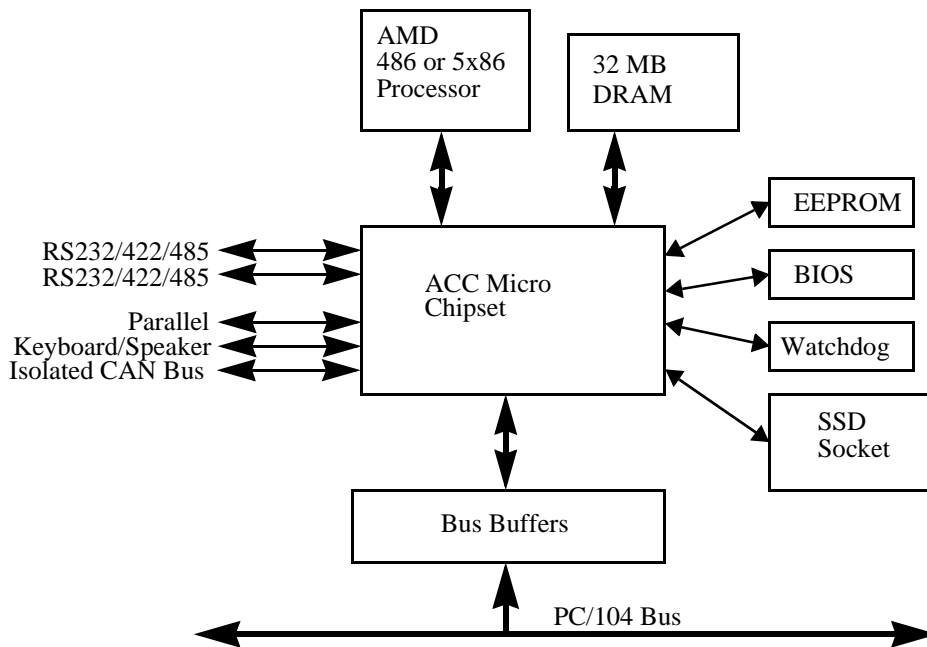 AMD
486 or 5x86
Processor
32 MB
DRAM
EEPROM
RS232/422/485
RS232/422/485
ACC Micro
Chipset
BIOS
Parallel
Keyboard/Speaker
Isolated CAN Bus
Watchdog
SSD
Socket
Bus Buffers
PC/104 Bus